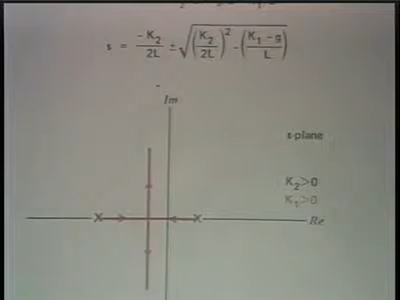 s = -K₂/2L ± √((K₂/2L)² - (K₁ - g/L))
Im
s-plane
K₂>0
K₁>0
Re